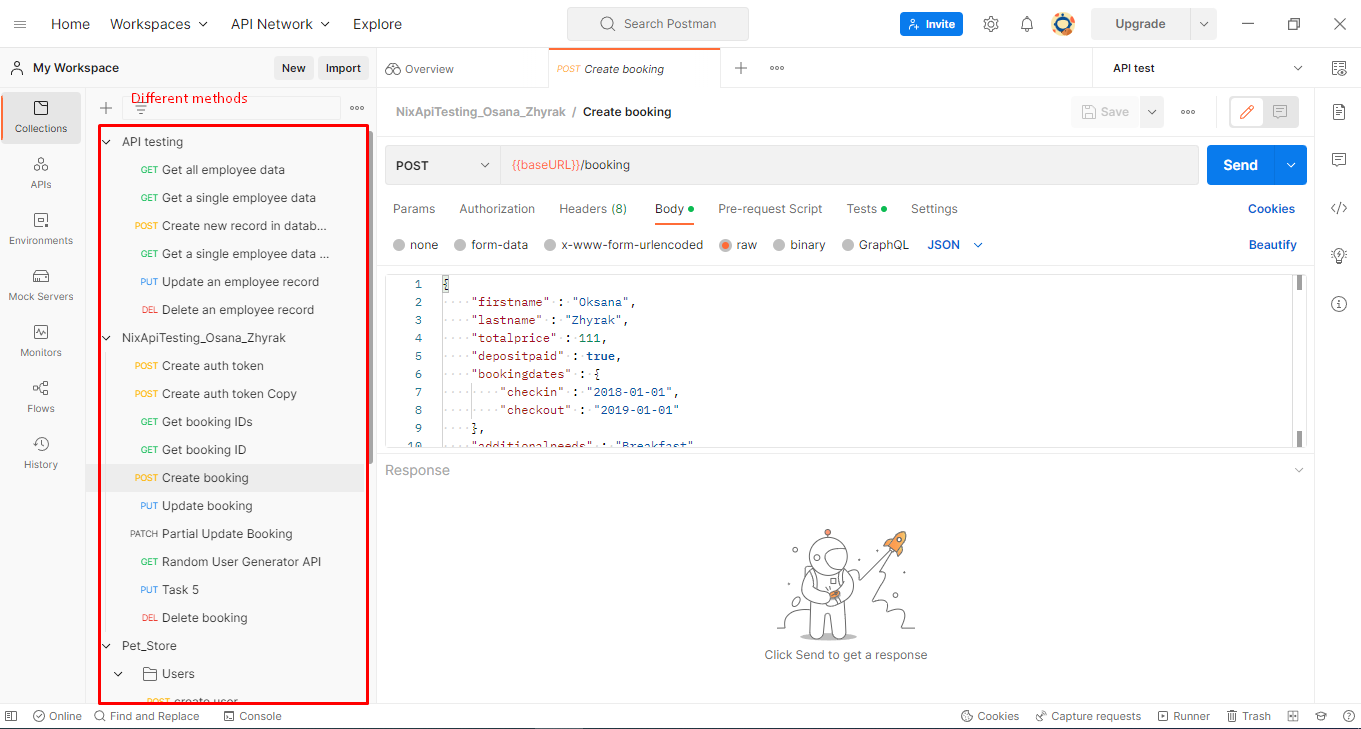 Home Workspaces API Network Explore Search Postman Invite Upgrade
My Workspace New Import Overview POST Create booking API test
Different methods
NixApiTesting_Osana_Zhyrak / Create booking Save
Collections
APIs
Environments
Mock Servers
Monitors
Flows
History
API testing
GET Get all employee data
GET Get a single employee data
POST Create new record in datab...
GET Get a single employee data ...
PUT Update an employee record
DEL Delete an employee record
NixApiTesting_Osana_Zhyrak
POST Create auth token
POST Create auth token Copy
GET Get booking IDs
GET Get booking ID
POST Create booking
PUT Update booking
PATCH Partial Update Booking
GET Random User Generator API
PUT Task 5
DEL Delete booking
Pet_Store
Users
POST create user
POST {{baseURL}}/booking Send
Params Authorization Headers (8) Body Pre-request Script Tests Settings Cookies
none form-data x-www-form-urlencoded raw binary GraphQL JSON Beautify
1 {
2 "firstname" : "Oksana",
3 "lastname" : "Zhyrak",
4 "totalprice" : 111,
5 "depositpaid" : true,
6 "bookingdates" : {
7 "checkin" : "2018-01-01",
8 "checkout" : "2019-01-01"
9 },
10 "additionalneeds" : "Breakfast"
Response
Click Send to get a response
Online Find and Replace Console Cookies Capture requests Runner Trash